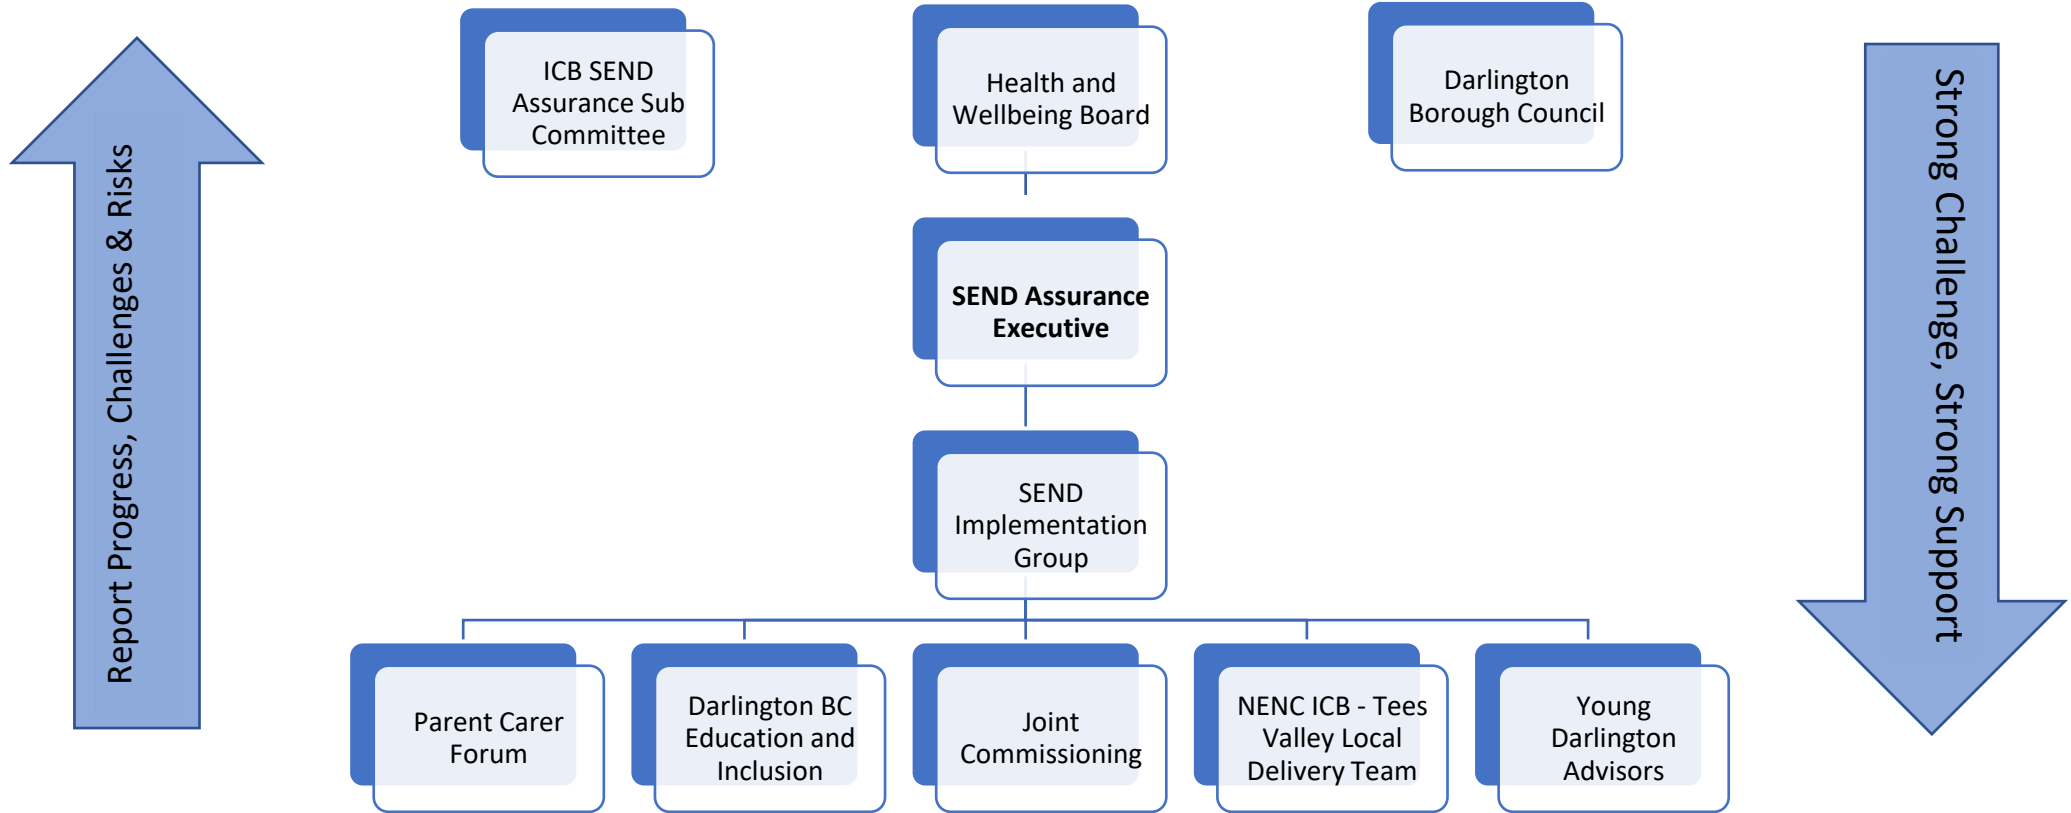 Report Progress, Challenges & Risks
ICB SEND
Assurance Sub
Committee
Health and
Wellbeing Board
Darlington
Borough Council
Strong Challenge, Strong Support
SEND Assurance
Executive
SEND
Implementation
Group
Parent Carer
Forum
Darlington BC
Education and
Inclusion
Joint
Commissioning
NENC ICB - Tees
Valley Local
Delivery Team
Young
Darlington
Advisors